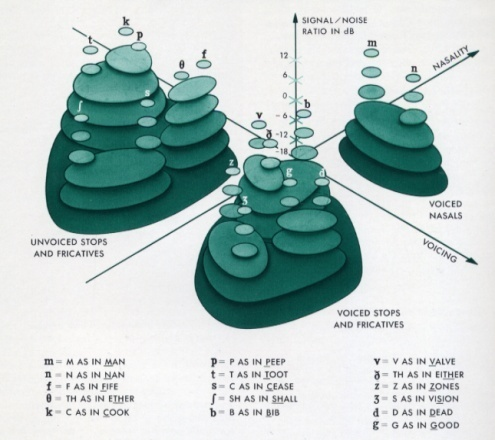 k
p
t
f
θ
s
ʃ
SIGNAL/NOISE
RATIO IN dB
12
6
0
-6
-12
-18
m
n
NASALITY
v
b
ð
z
g
d
ʒ
VOICED
NASALS
VOICING
UNVOICED STOPS
AND FRICATIVES
VOICED STOPS
AND FRICATIVES
m = M AS IN MAN
n = N AS IN NAN
f = F AS IN FIFE
θ = TH AS IN ETHER
k = C AS IN COOK
p = P AS IN PEEP
t = T AS IN TOOT
s = C AS IN CEASE
ʃ = SH AS IN SHALL
b = B AS IN BIB
v = V AS IN VALVE
ð = TH AS IN EITHER
z = Z AS IN ZONES
ʒ = S AS IN VISION
d = D AS IN DEAD
g = G AS IN GOOD